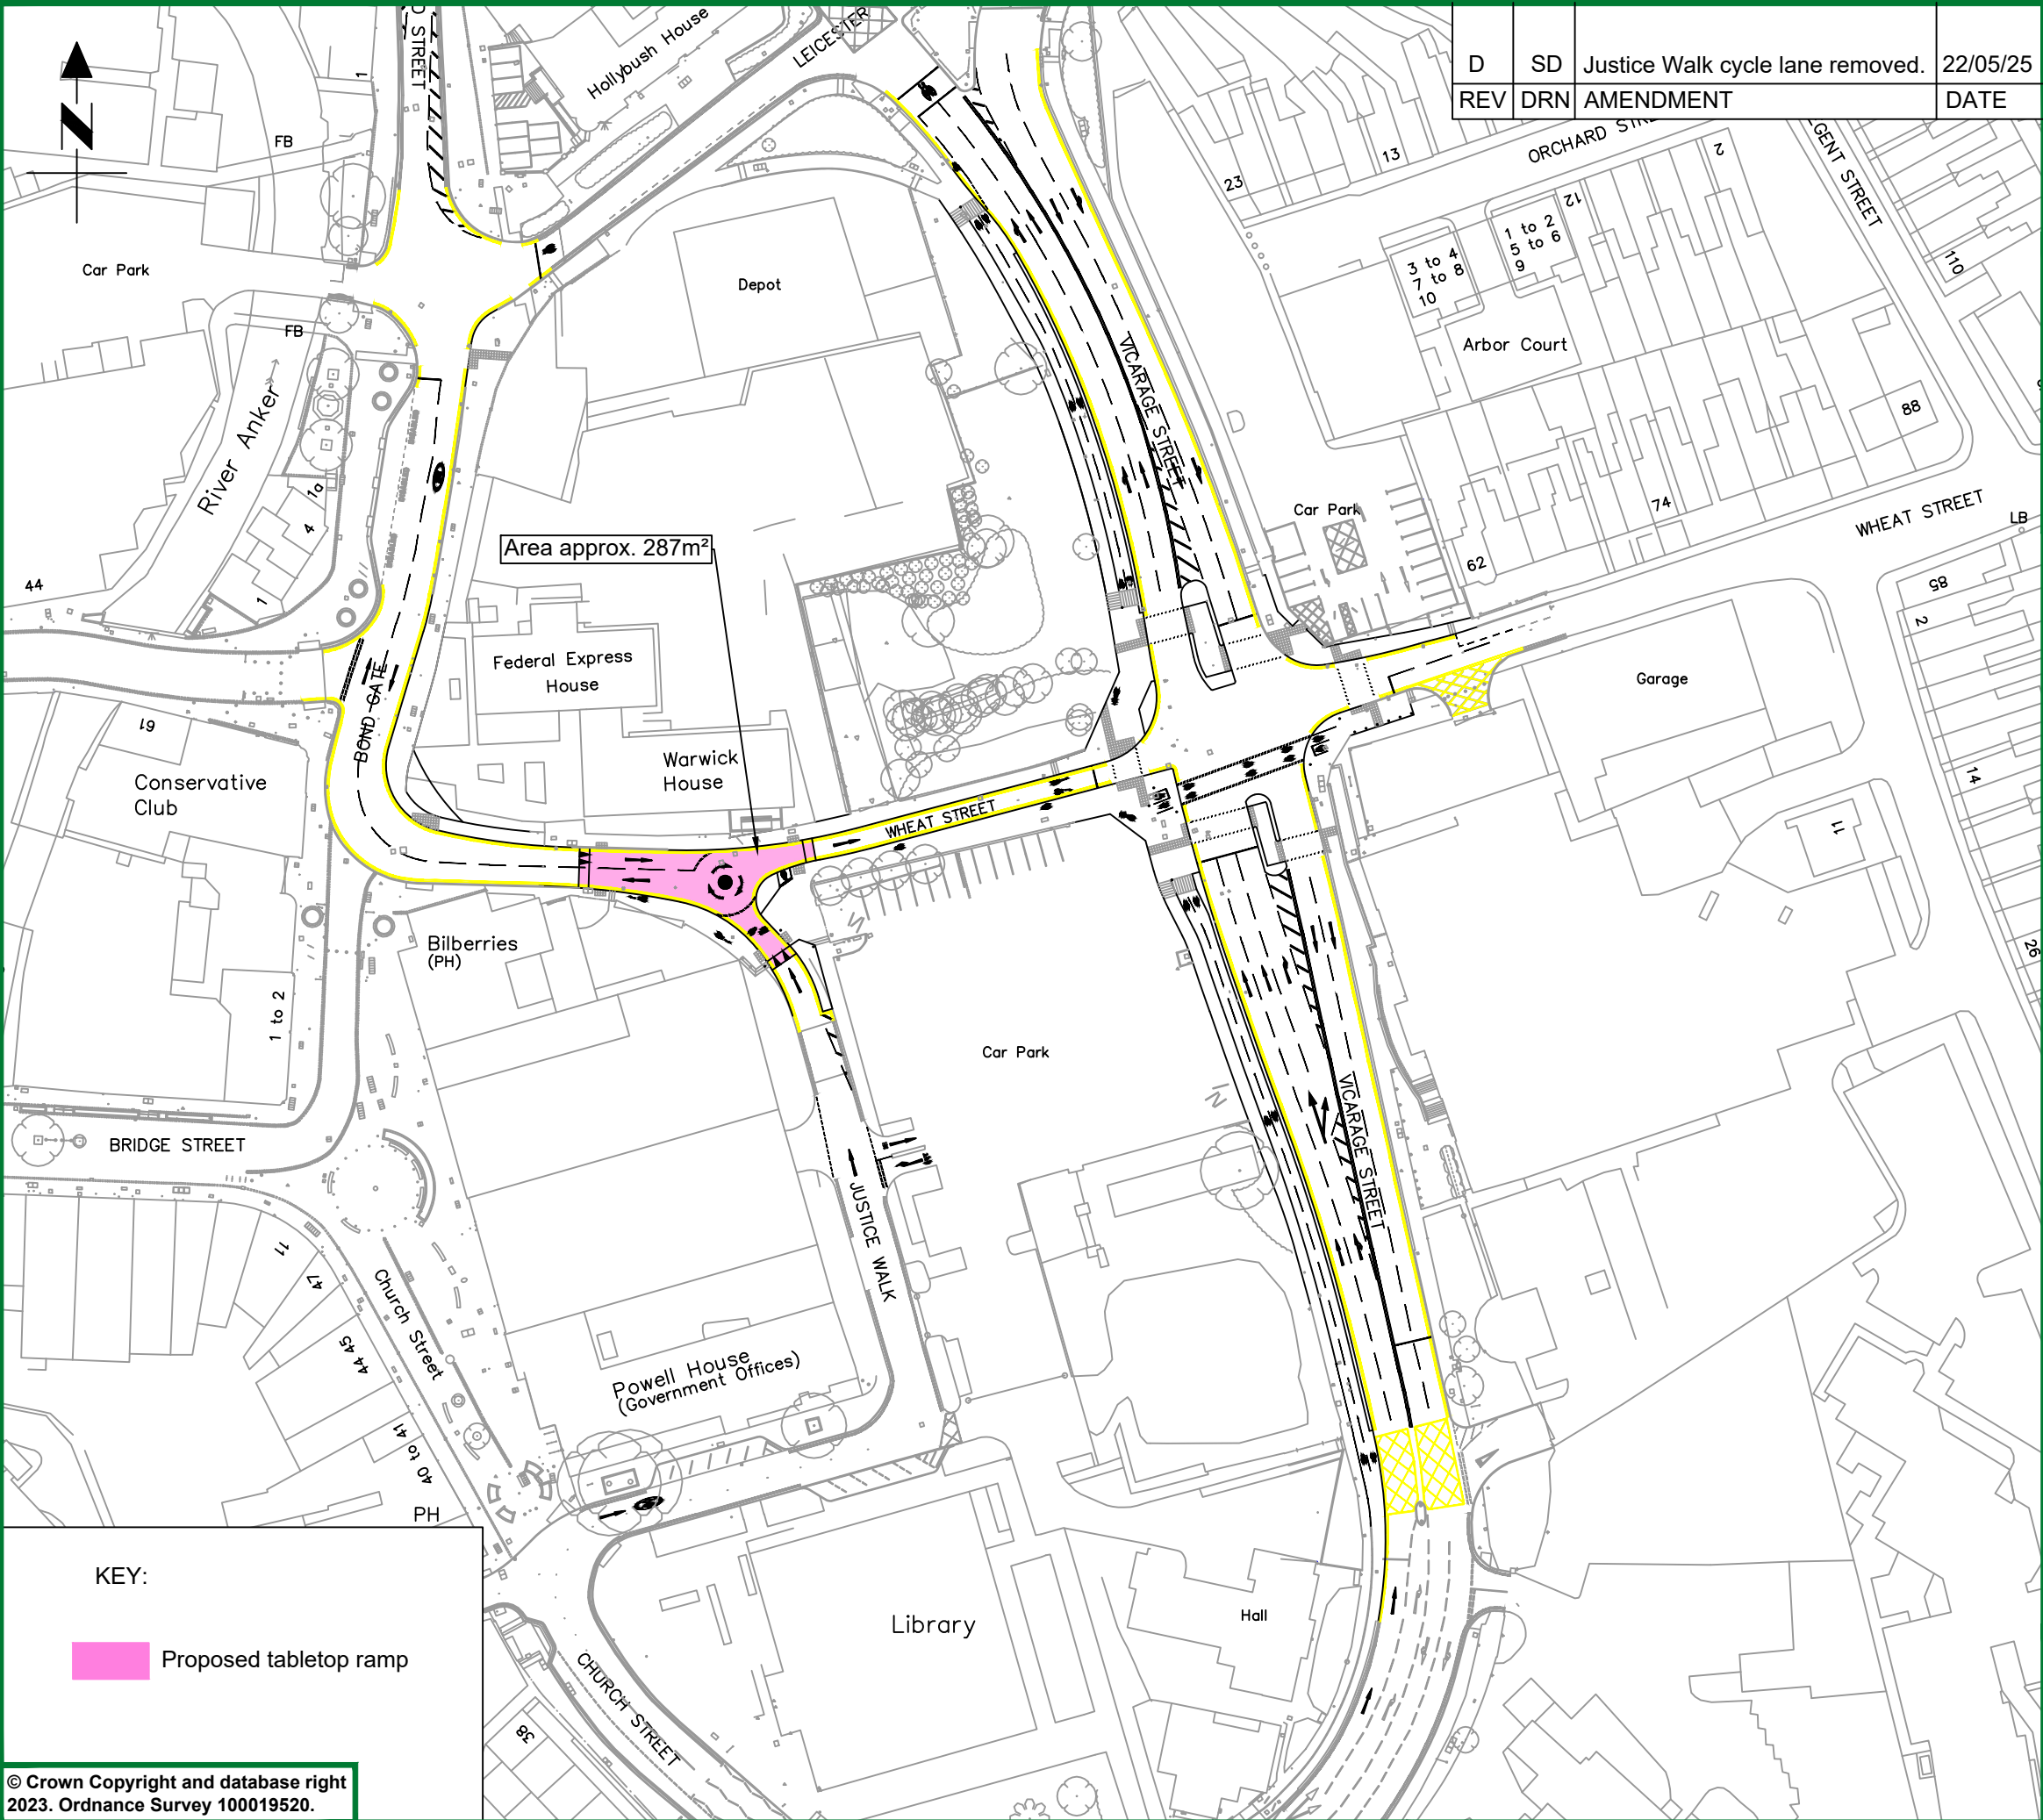 D SD Justice Walk cycle lane removed. 22/05/25
REV DRN AMENDMENT DATE
D STREET
Hollybush House
LEICESTER
1
FB
N
13
ORCHARD STRE
GENT STREET
2
23
12
1 to 2
5 to 6
9
3 to 4
7 to 8
10
110
Car Park
Depot
FB
Arbor Court
VICARAGE STREET
88
River Anker
1a
4
1
44
Car Park
74
WHEAT STREET
LB
62
85
2
Area approx. 287m²
Federal Express
House
BOND GATE
Garage
61
Conservative
Club
Warwick
House
WHEAT STREET
14
11
Bilberries
(PH)
26
IN
1 to 2
Car Park
IN
VICARAGE STREET
BRIDGE STREET
JUSTICE WALK
11
47
Church Street
44 45
Powell House
(Government Offices)
40 to 41
PH
KEY:
Proposed tabletop ramp
Library
Hall
CHURCH STREET
38
© Crown Copyright and database right
2023. Ordnance Survey 100019520.